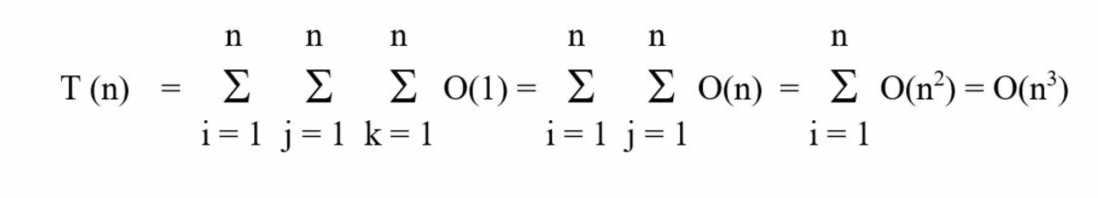 n n n n n n
T (n) = Σ Σ Σ O(1) = Σ Σ O(n) = Σ O(n²) = O(n³)
i = 1 j = 1 k = 1 i = 1 j = 1 i = 1